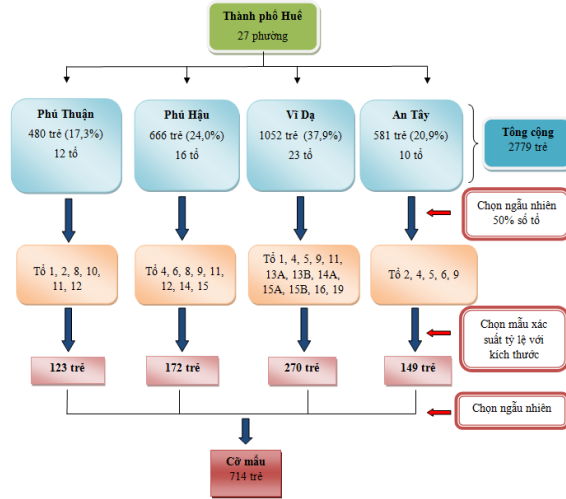 Thành phố Huế
27 phường
Phú Thuận
480 trẻ (17,3%)
12 tổ
Phú Hậu
666 trẻ (24,0%)
16 tổ
Vĩ Dạ
1052 trẻ (37,9%)
23 tổ
An Tây
581 trẻ (20,9%)
10 tổ
Tổng cộng
2779 trẻ
Chọn ngẫu nhiên
50% số tổ
Tổ 1, 2, 8, 10,
11, 12
Tổ 4, 6, 8, 9, 11,
12, 14, 15
Tổ 1, 4, 5, 9, 11,
13A, 13B, 14A,
15A, 15B, 16, 19
Tổ 2, 4, 5, 6, 9
Chọn mẫu xác
suất tỷ lệ với
kích thước
123 trẻ
172 trẻ
270 trẻ
149 trẻ
Chọn ngẫu nhiên
Cỡ mẫu
714 trẻ